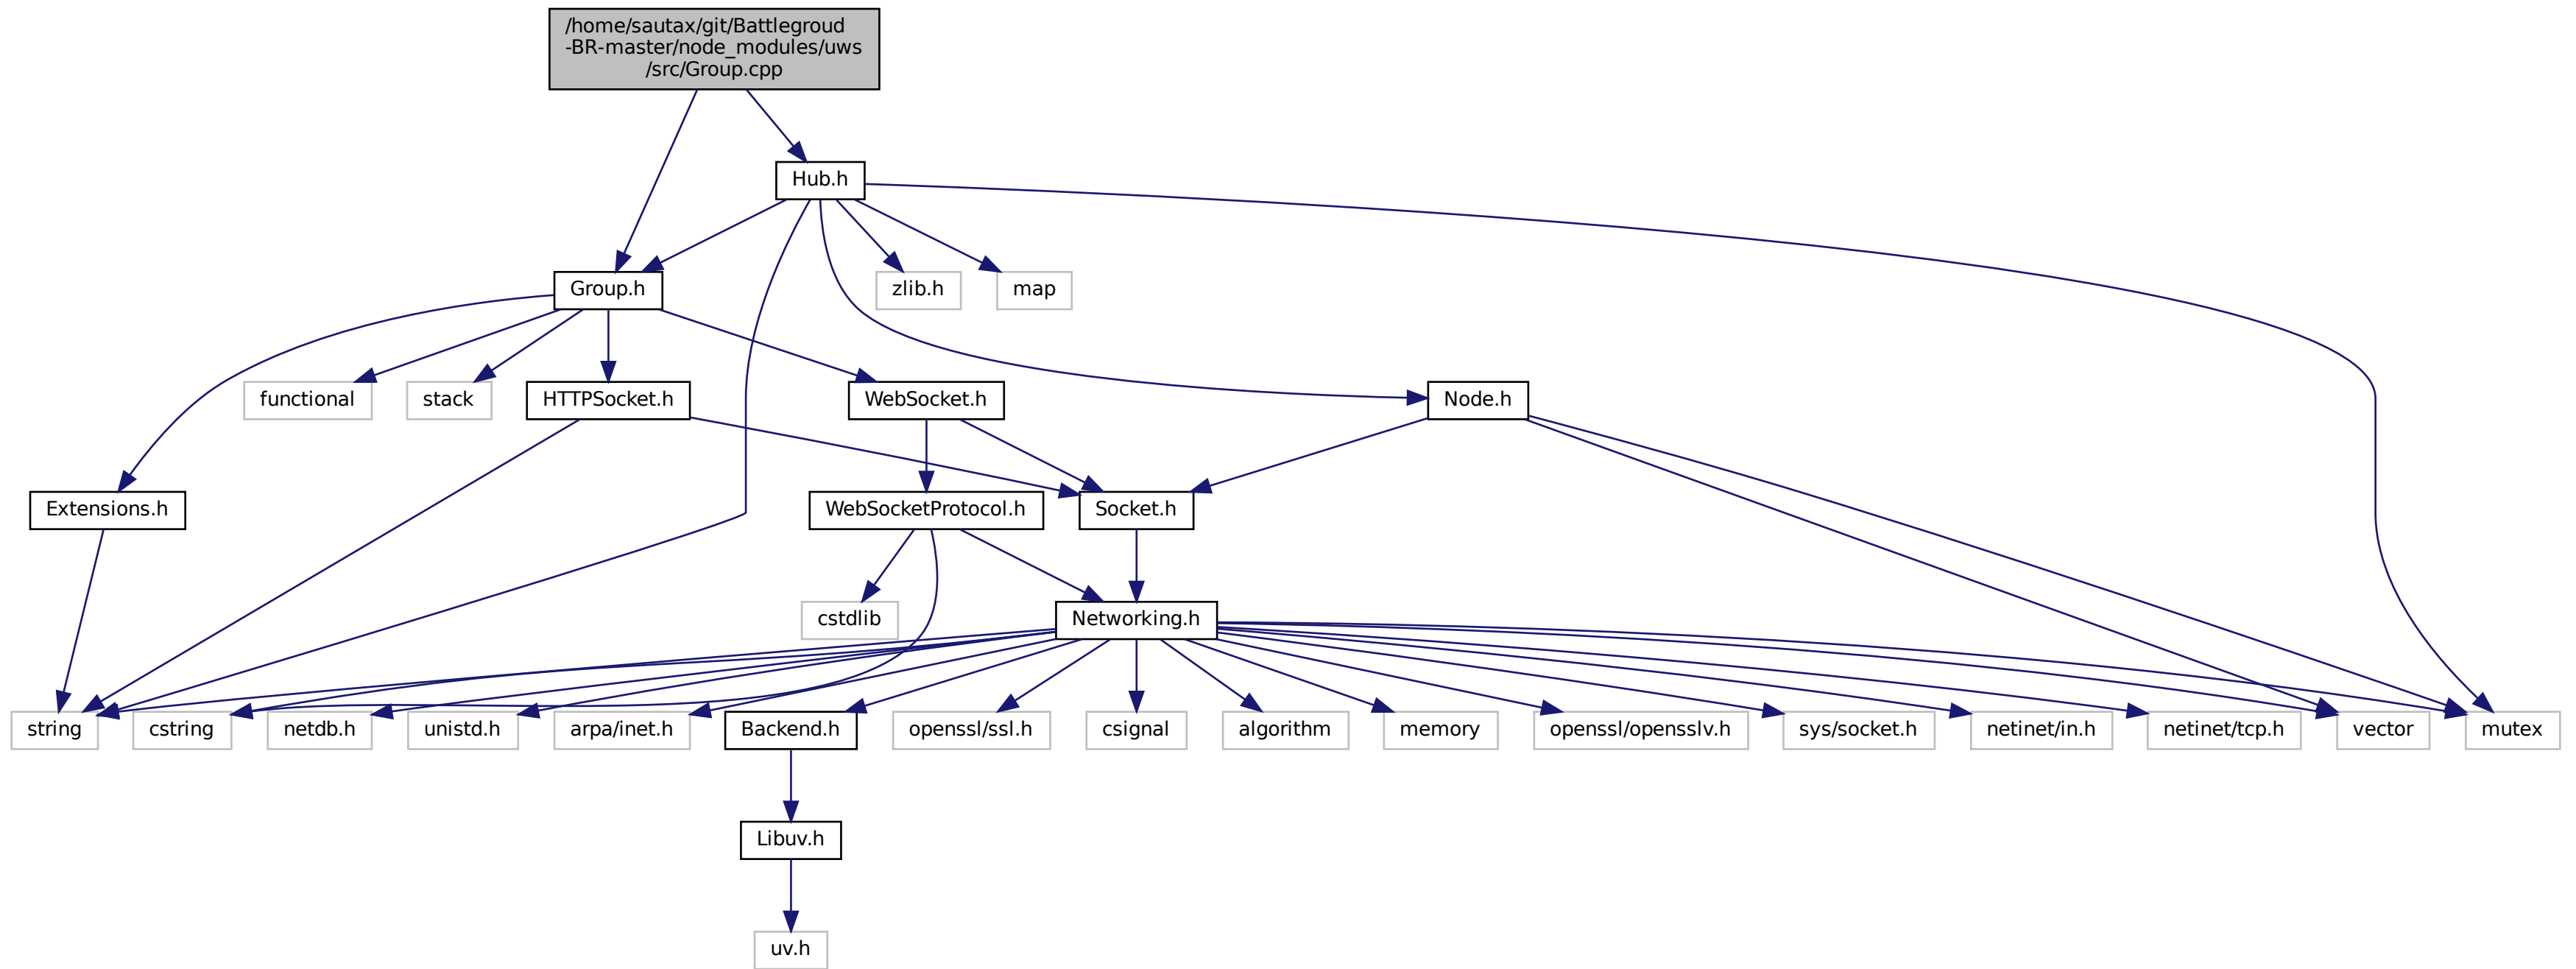 /home/sautax/git/Battlegroud
-BR-master/node_modules/uws
/src/Group.cpp
Hub.h
Group.h
zlib.h
map
functional
stack
HTTPSocket.h
WebSocket.h
Node.h
Extensions.h
WebSocketProtocol.h
Socket.h
cstdlib
Networking.h
string
cstring
netdb.h
unistd.h
arpa/inet.h
Backend.h
openssl/ssl.h
csignal
algorithm
memory
openssl/opensslv.h
sys/socket.h
netinet/in.h
netinet/tcp.h
vector
mutex
Libuv.h
uv.h